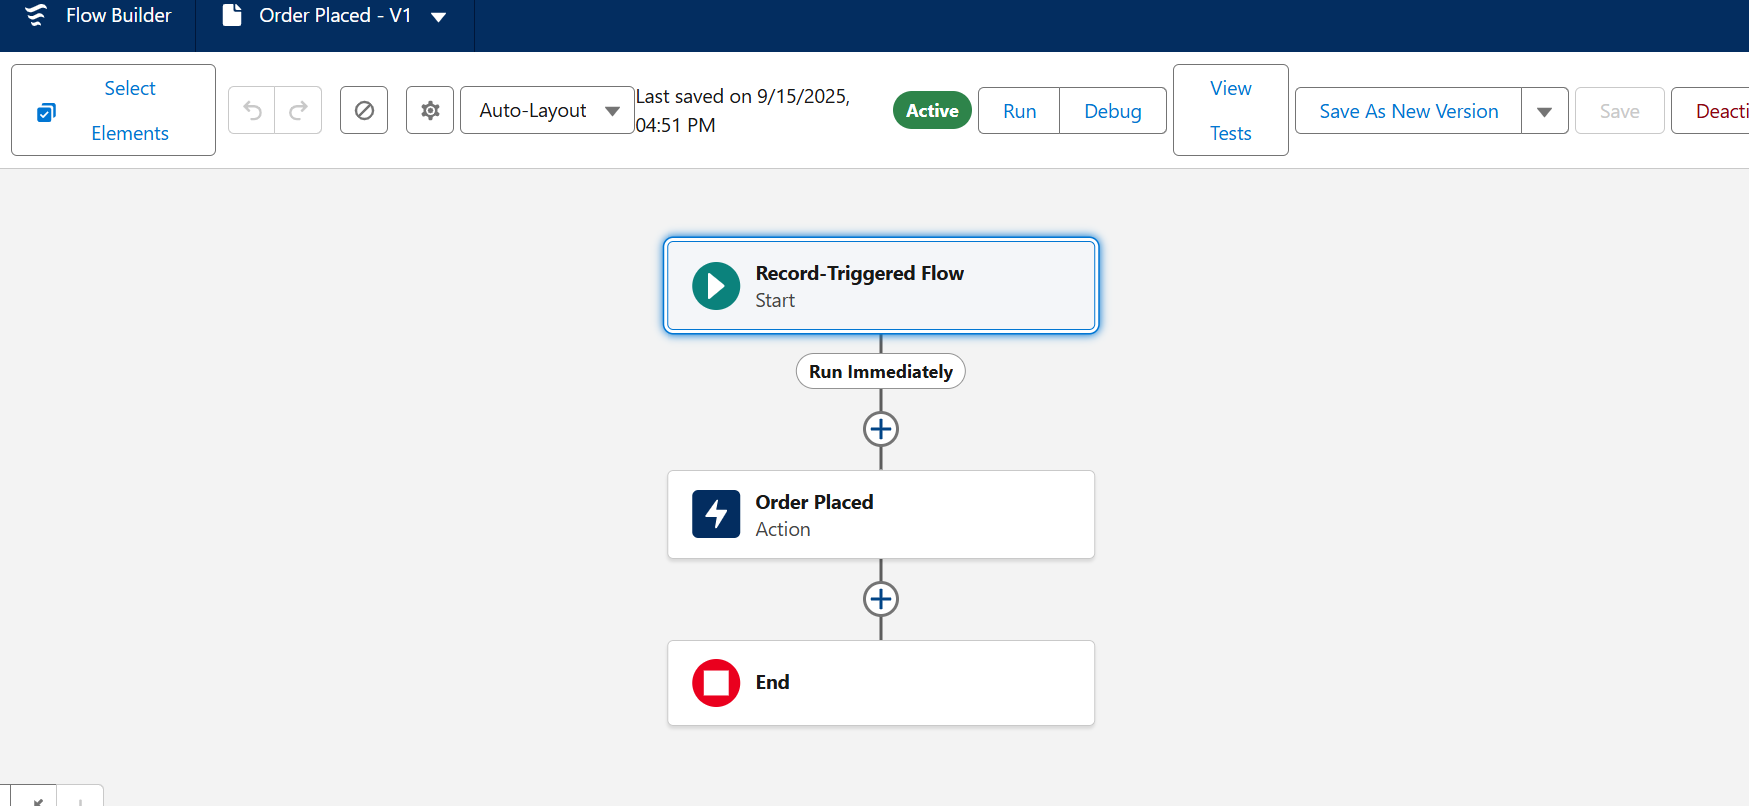 Flow Builder
Order Placed - V1
Select
Elements
Auto-Layout
Last saved on 9/15/2025,
04:51 PM
Active
Run
Debug
View
Tests
Save As New Version
Save
Deacti
Record-Triggered Flow
Start
Run Immediately
Order Placed
Action
End